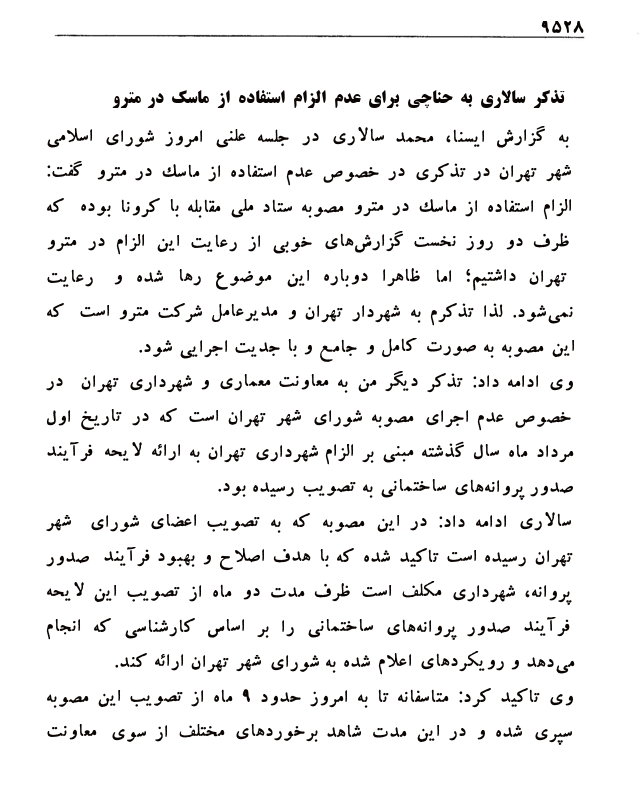 ۹۵۲۸
تذکر سالاری به حناچی برای عدم الزام استفاده از ماسک در مترو
به گزارش ایسنا، محمد سالاری در جلسه علنی امروز شورای اسلامی
شهر تهران در تذکری در خصوص عدم استفاده از ماسك در مترو گفت:
الزام استفاده از ماسك در مترو مصوبه ستاد ملی مقابله با کرونا بوده که
ظرف دو روز نخست گزارش‌های خوبی از رعایت این الزام در مترو
تهران داشتیم؛ اما ظاهرا دوباره این موضوع رها شده و رعایت
نمی‌شود. لذا تذکرم به شهردار تهران و مدیرعامل شرکت مترو است که
این مصوبه به صورت کامل و جامع و با جدیت اجرایی شود.
وی ادامه داد: تذکر دیگر من به معاونت معماری و شهرداری تهران در
خصوص عدم اجرای مصوبه شورای شهر تهران است که در تاریخ اول
مرداد ماه سال گذشته مبنی بر الزام شهرداری تهران به ارائه لایحه فرآیند
صدور پروانه‌های ساختمانی به تصویب رسیده بود.
سالاری ادامه داد: در این مصوبه که به تصویب اعضای شورای شهر
تهران رسیده است تاکید شده که با هدف اصلاح و بهبود فرآیند صدور
پروانه، شهرداری مکلف است ظرف مدت دو ماه از تصویب این لایحه
فرآیند صدور پروانه‌های ساختمانی را بر اساس کارشناسی که انجام
می‌دهد و رویکردهای اعلام شده به شورای شهر تهران ارائه کند.
وی تاکید کرد: متاسفانه تا به امروز حدود ۹ ماه از تصویب این مصوبه
سپری شده و در این مدت شاهد برخوردهای مختلف از سوی معاونت